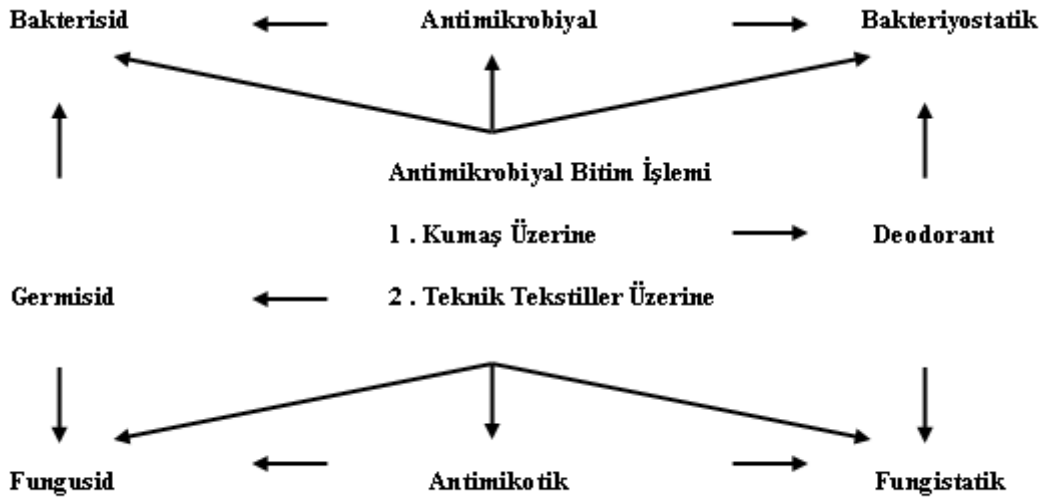 Bakterisid Antimikrobiyal Bakteriyostatik
Antimikrobiyal Bitim İşlemi
1 . Kumaş Üzerine Deodorant
Germisid 2 . Teknik Tekstiller Üzerine
Fungusid Antimikotik Fungistatik